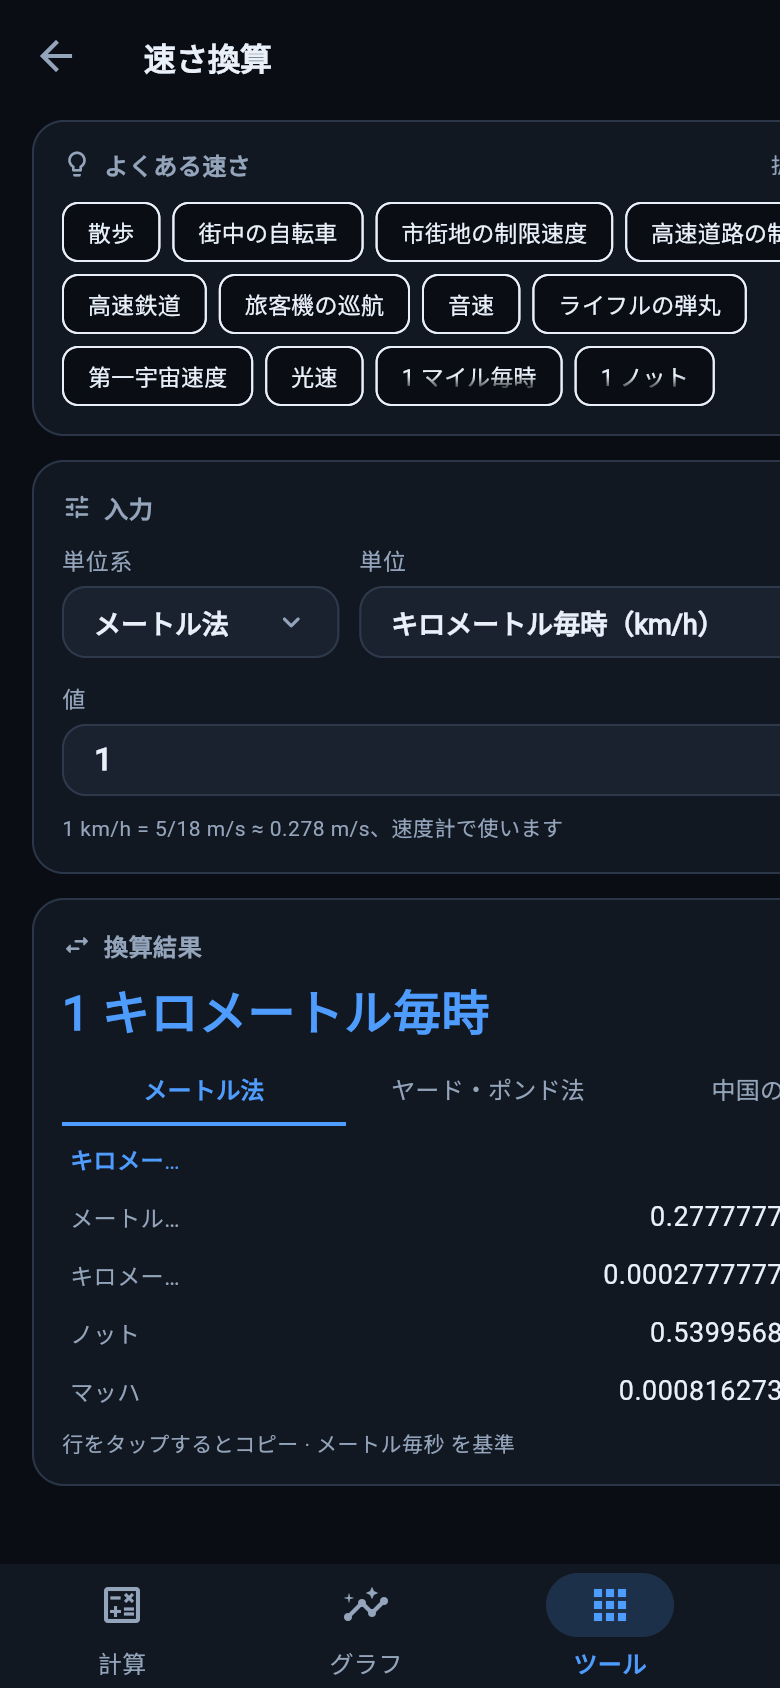 速さ換算
よくある速さ
散歩 街中の自転車 市街地の制限速度 高速道路の制
高速鉄道 旅客機の巡航 音速 ライフルの弾丸
第一宇宙速度 光速 1 マイル毎時 1 ノット
入力
単位系 単位
メートル法 キロメートル毎時（km/h）
値
1
1 km/h = 5/18 m/s ≈ 0.278 m/s、速度計で使います
換算結果
1 キロメートル毎時
メートル法 ヤード・ポンド法 中国の
キロメー...
メートル... 0.2777777
キロメー... 0.0002777777
ノット 0.5399568
マッハ 0.000816273
行をタップするとコピー · メートル毎秒 を基準
計算 グラフ ツール